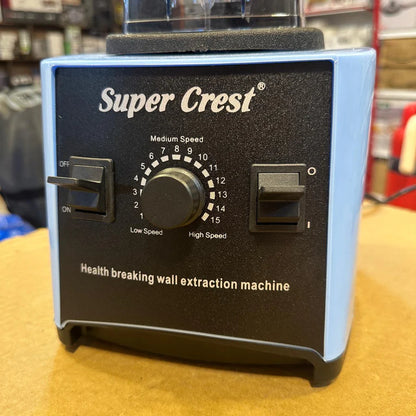 Super Crest®
Medium Speed
OFF
ON
1
2
3
4
5
6
7
8
9
10
11
12
13
14
15
Low Speed
High Speed
O
I
Health breaking wall extraction machine